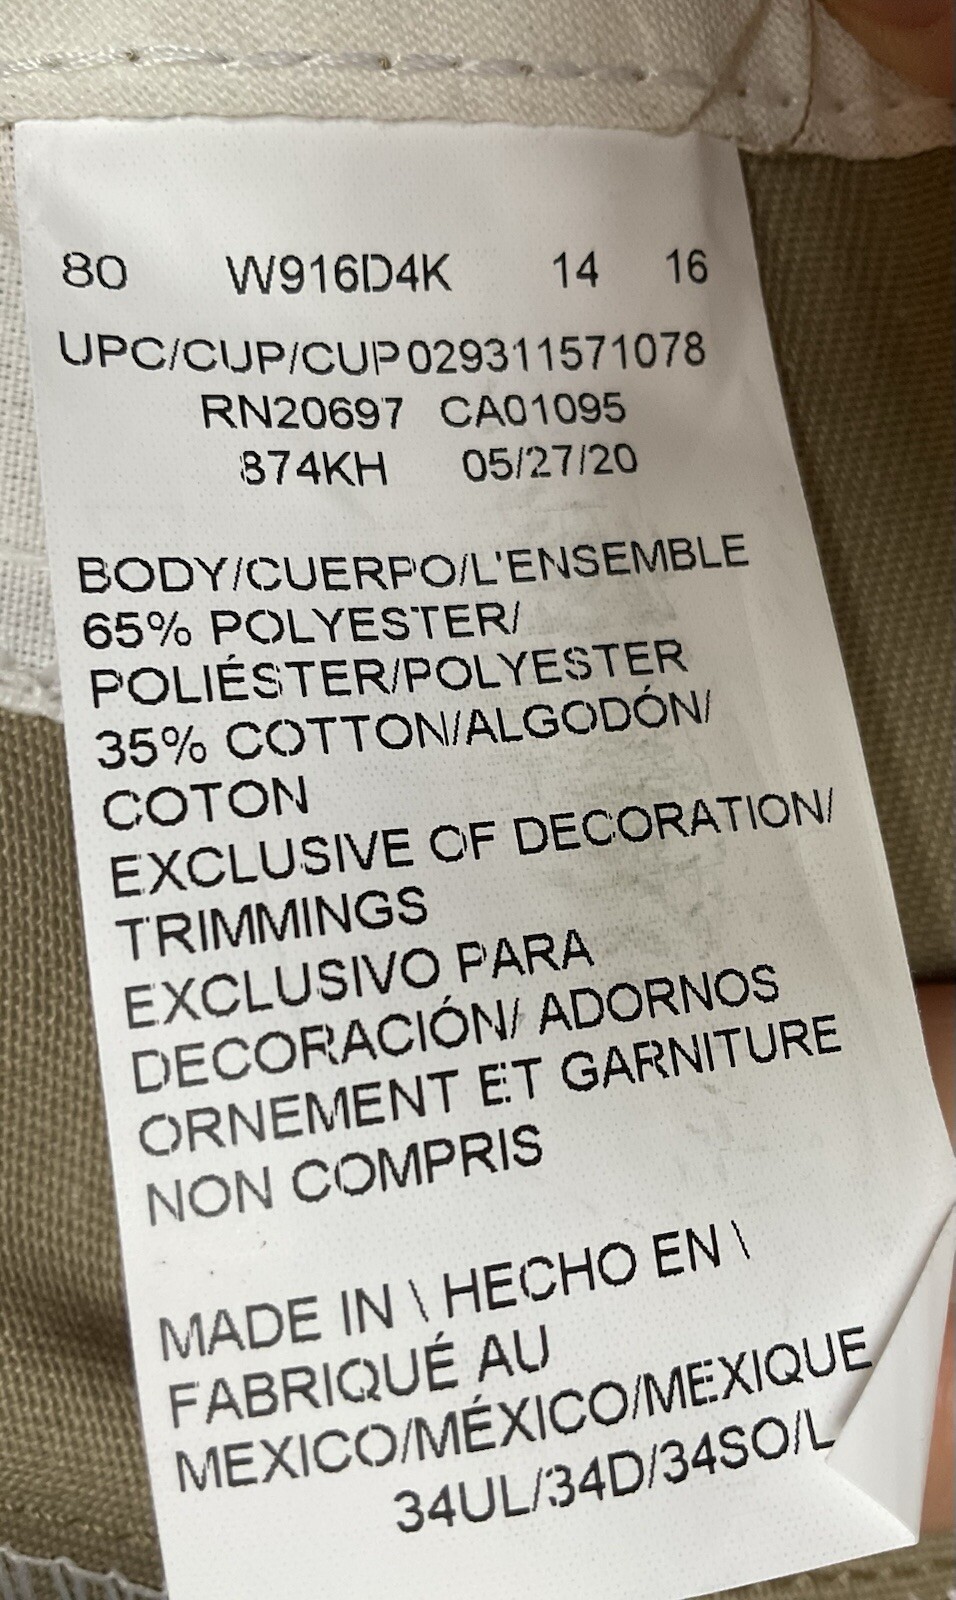 80 W916D4K 14 16
UPC/CUP/CUP 029311571078
RN20697 CA01095
874KH 05/27/20
BODY/CUERPO/L'ENSEMBLE
65% POLYESTER/
POLIÉSTER/POLYESTER
35% COTTON/ALGODÓN/
COTON
EXCLUSIVE OF DECORATION/
TRIMMINGS
EXCLUSIVO PARA
DECORACIÓN/ ADORNOS
ORNEMENT ET GARNITURE
NON COMPRIS
MADE IN \ HECHO EN \
FABRIQUÉ AU
MEXICO/MÉXICO/MEXIQUE
34UL/34D/34SO/L